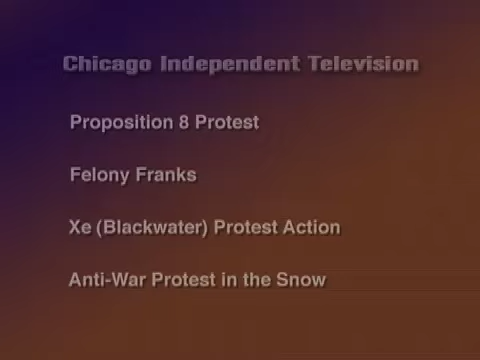 Chicago Independent Television
Proposition 8 Protest
Felony Franks
Xe (Blackwater) Protest Action
Anti-War Protest in the Snow